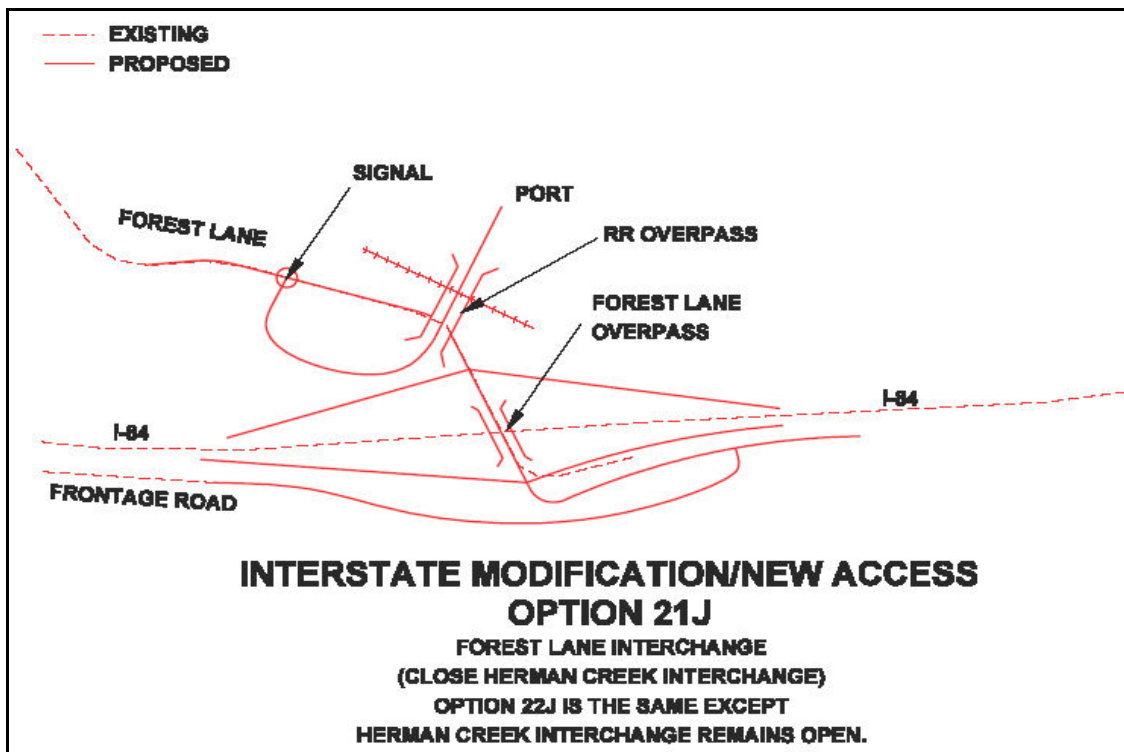 EXISTING
PROPOSED
SIGNAL
PORT
FOREST LANE
RR OVERPASS
FOREST LANE
OVERPASS
I-84
I-84
FRONTAGE ROAD
INTERSTATE MODIFICATION/NEW ACCESS
OPTION 21J
FOREST LANE INTERCHANGE
(CLOSE HERMAN CREEK INTERCHANGE)
OPTION 22J IS THE SAME EXCEPT
HERMAN CREEK INTERCHANGE REMAINS OPEN.